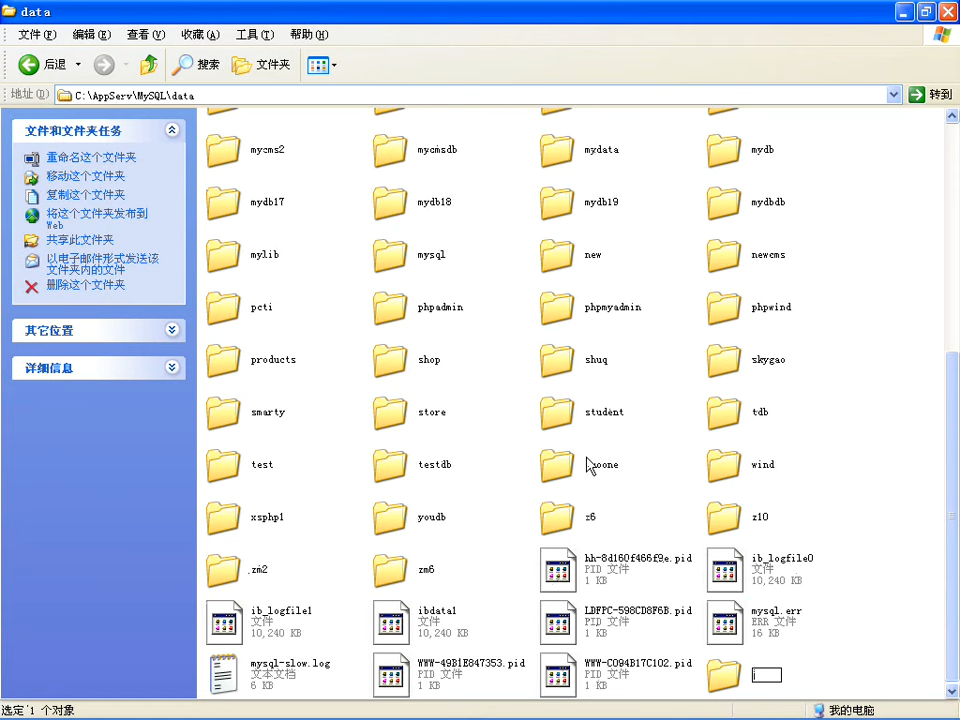 data
文件(F) 编辑(E) 查看(V) 收藏(A) 工具(T) 帮助(H)
后退 搜索 文件夹
地址(D) C:\AppServ\MySQL\data 转到
文件和文件夹任务
重命名这个文件夹
移动这个文件夹
复制这个文件夹
将这个文件夹发布到
Web
共享此文件夹
以电子邮件形式发送该
文件夹内的文件
删除这个文件夹
其它位置
详细信息
mycms2 mycmsdb mydata mydb
mydb17 mydb18 mydb19 mydbdb
mylib mysql new newcms
pcti phpadmin phpmyadmin phpwind
products shop shuq skygao
smarty store student tdb
test testdb wind
xsphp1 youdb z6 z10
zm2 zm6
hh-8d160f466f9e.pid
PID 文件
1 KB
ib_logfile0
文件
10,240 KB
ib_logfile1
文件
10,240 KB
ibdata1
文件
10,240 KB
LDFPC-598CD8F6B.pid
PID 文件
1 KB
mysql.err
ERR 文件
16 KB
mysql-slow.log
文本文档
6 KB
WWW-49B1E847353.pid
PID 文件
1 KB
WWW-C094B17C102.pid
PID 文件
1 KB
选定 1 个对象 我的电脑